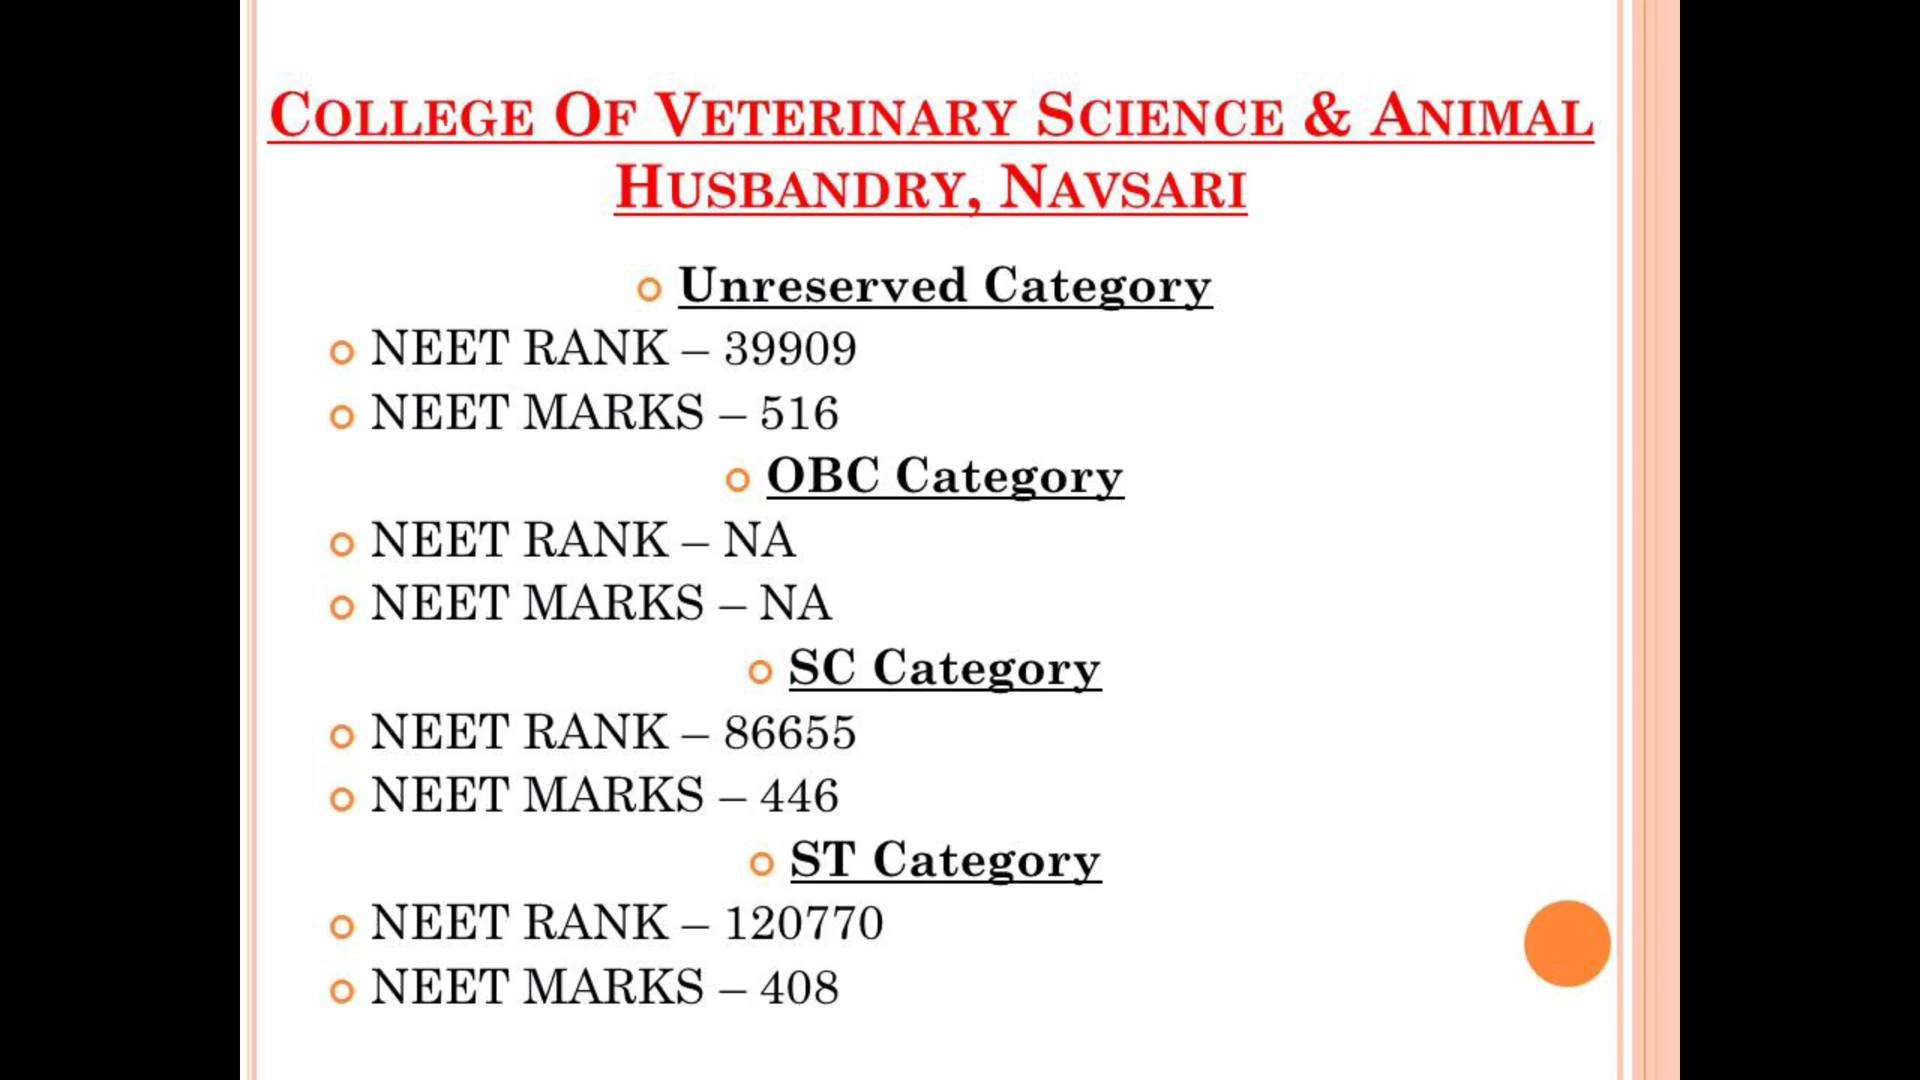 COLLEGE OF VETERINARY SCIENCE & ANIMAL
HUSBANDRY, NAVSARI
Unreserved Category
NEET RANK – 39909
NEET MARKS – 516
OBC Category
NEET RANK – NA
NEET MARKS – NA
SC Category
NEET RANK – 86655
NEET MARKS – 446
ST Category
NEET RANK – 120770
NEET MARKS – 408